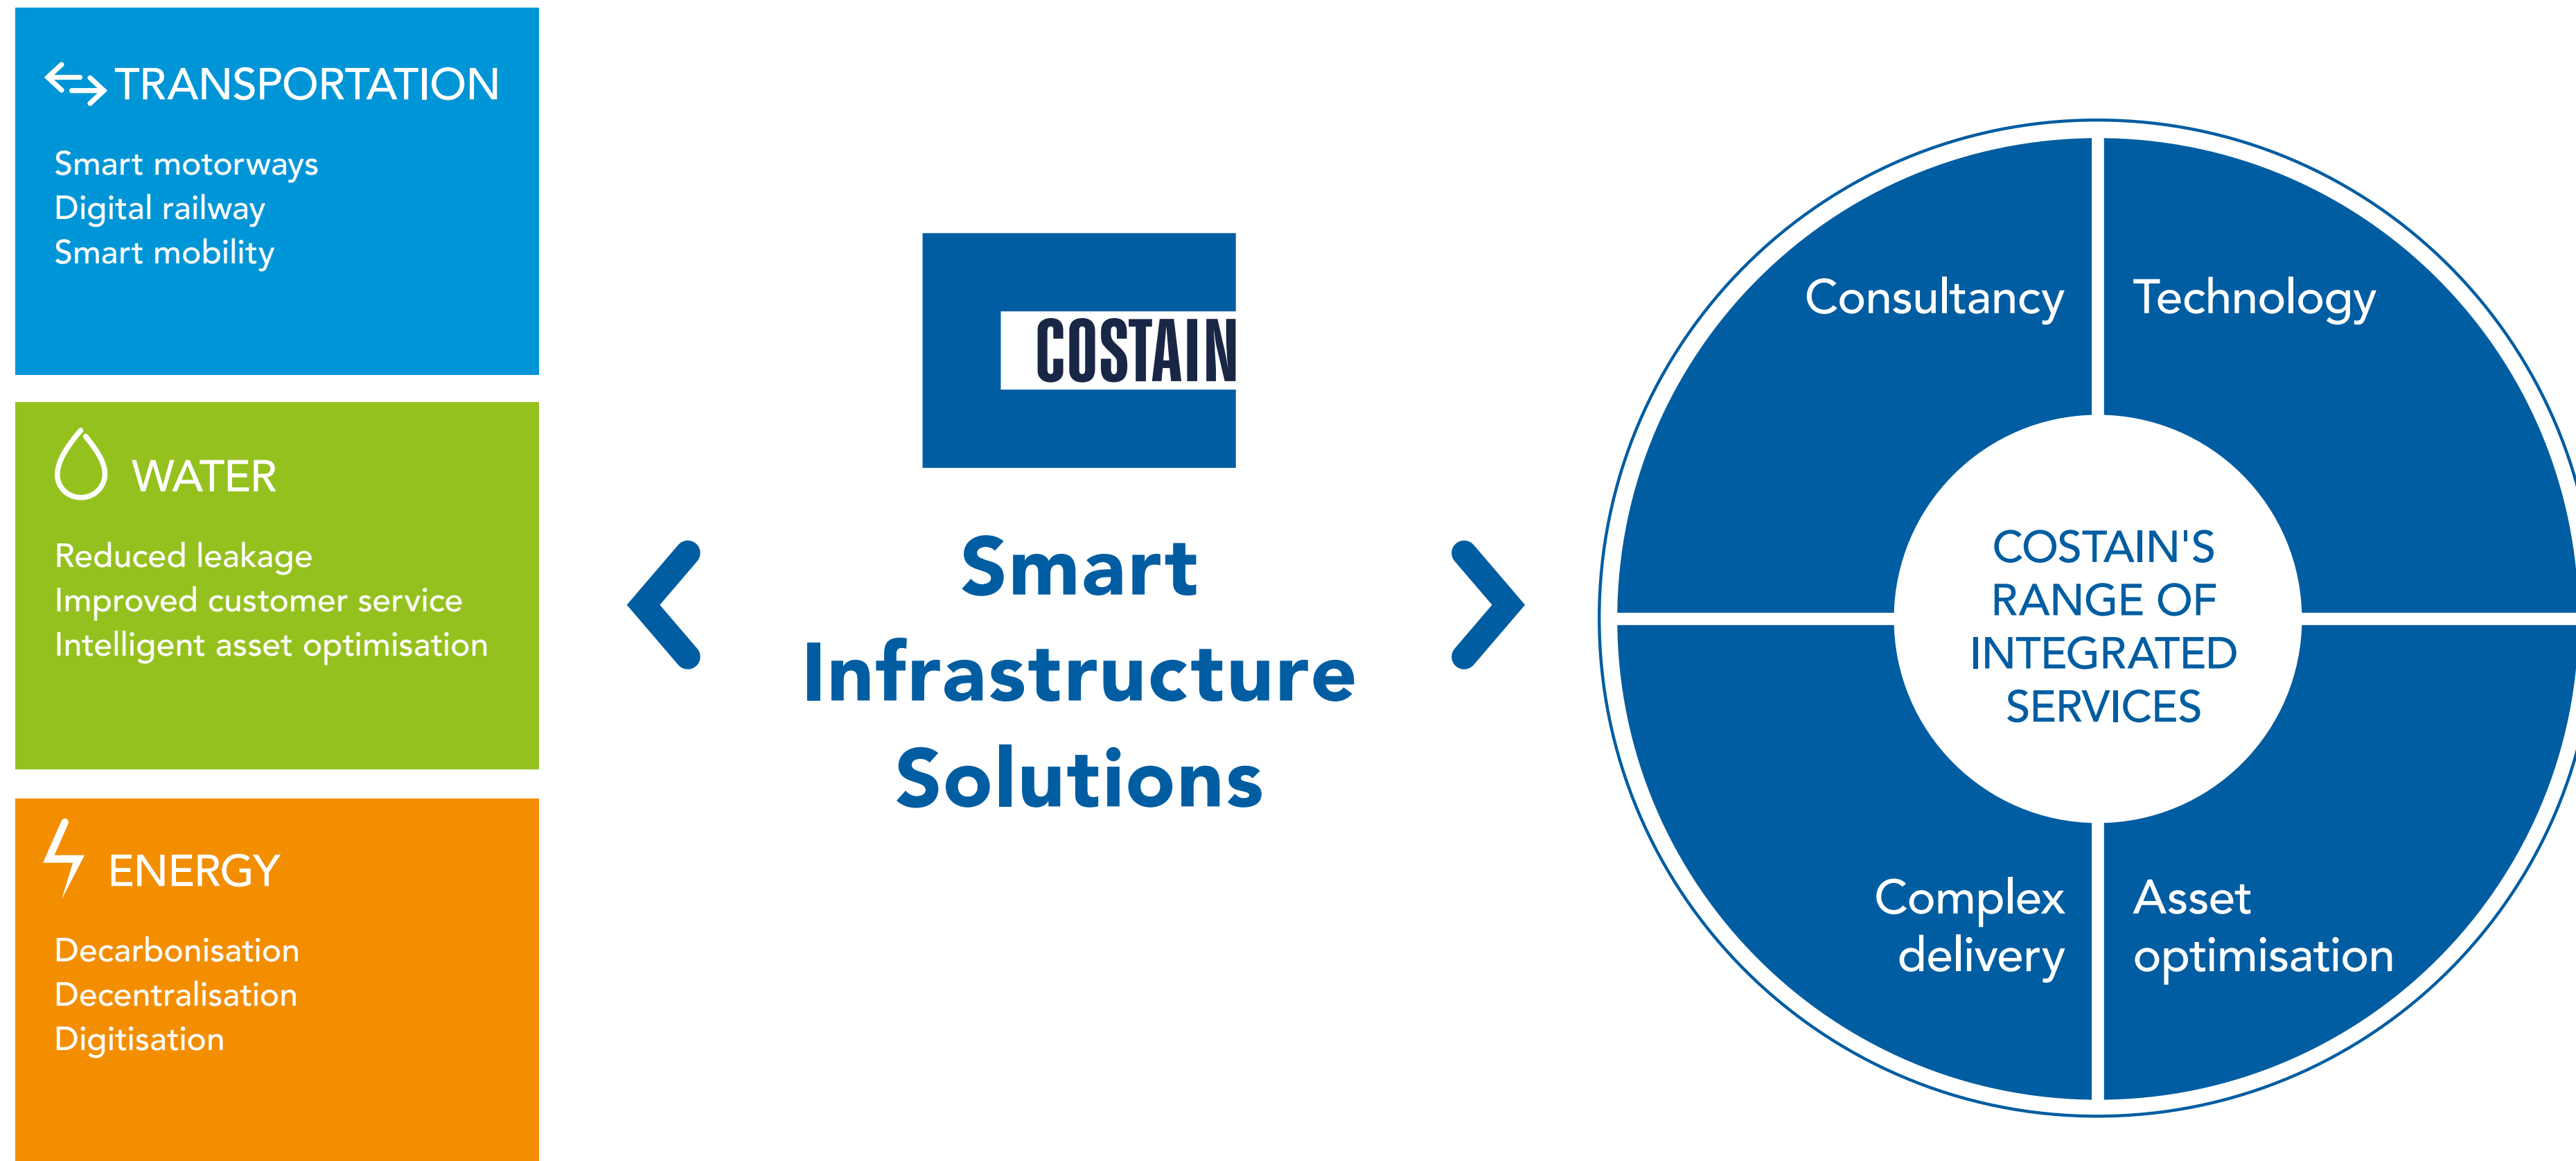 TRANSPORTATION
Smart motorways
Digital railway
Smart mobility
WATER
Reduced leakage
Improved customer service
Intelligent asset optimisation
ENERGY
Decarbonisation
Decentralisation
Digitisation
COSTAIN
Smart
Infrastructure
Solutions
Consultancy
Technology
COSTAIN'S
RANGE OF
INTEGRATED
SERVICES
Complex
delivery
Asset
optimisation